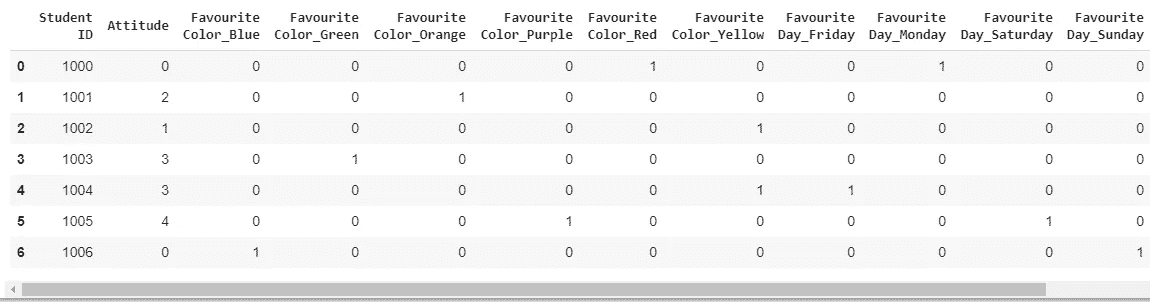 Student ID Attitude Favourite Color_Blue Favourite Color_Green Favourite Color_Orange Favourite Color_Purple Favourite Color_Red Favourite Color_Yellow Favourite Day_Friday Favourite Day_Monday Favourite Day_Saturday Favourite Day_Sunday
0 1000 0 0 0 0 0 1 0 0 1 0 0
1 1001 2 0 0 1 0 0 0 0 0 0 0
2 1002 1 0 0 0 0 0 1 0 0 0 0
3 1003 3 0 1 0 0 0 0 0 0 0 0
4 1004 3 0 0 0 0 0 1 1 0 0 0
5 1005 4 0 0 0 1 0 0 0 0 1 0
6 1006 0 1 0 0 0 0 0 0 0 0 1